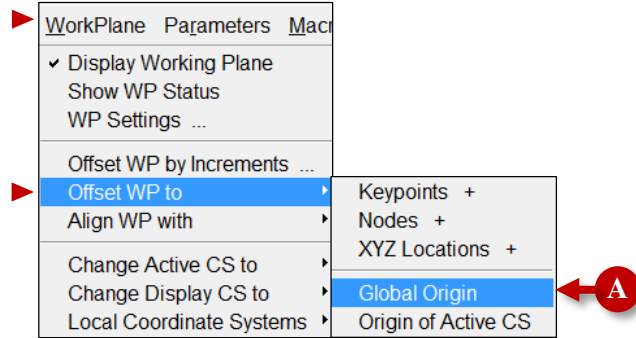 WorkPlane Parameters Macr
✓ Display Working Plane
Show WP Status
WP Settings ...
Offset WP by Increments ...
Offset WP to
Align WP with
Change Active CS to
Change Display CS to
Local Coordinate Systems
Keypoints +
Nodes +
XYZ Locations +
Global Origin
Origin of Active CS
A